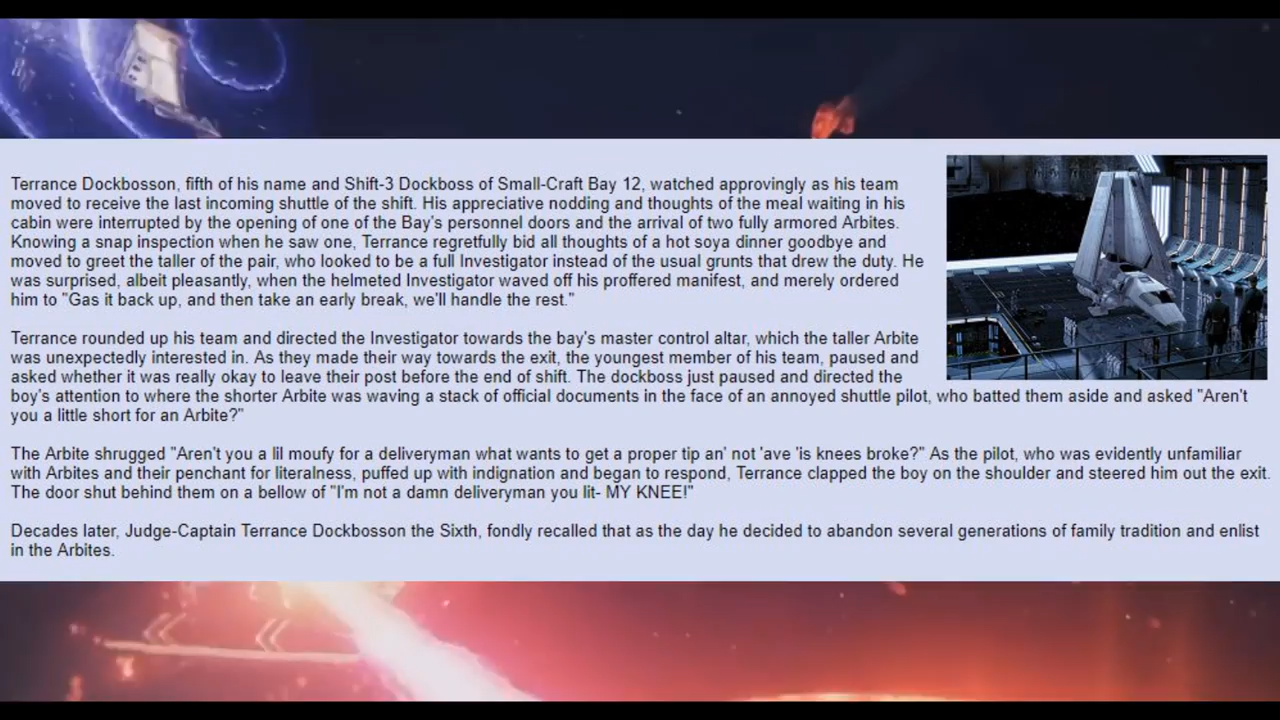 Terrance Dockbosson, fifth of his name and Shift-3 Dockboss of Small-Craft Bay 12, watched approvingly as his team
moved to receive the last incoming shuttle of the shift. His appreciative nodding and thoughts of the meal waiting in his
cabin were interrupted by the opening of one of the Bay's personnel doors and the arrival of two fully armored Arbites.
Knowing a snap inspection when he saw one, Terrance regretfully bid all thoughts of a hot soya dinner goodbye and
moved to greet the taller of the pair, who looked to be a full Investigator instead of the usual grunts that drew the duty. He
was surprised, albeit pleasantly, when the helmeted Investigator waved off his proffered manifest, and merely ordered
him to "Gas it back up, and then take an early break, we'll handle the rest."
Terrance rounded up his team and directed the Investigator towards the bay's master control altar, which the taller Arbite
was unexpectedly interested in. As they made their way towards the exit, the youngest member of his team, paused and
asked whether it was really okay to leave their post before the end of shift. The dockboss just paused and directed the
boy's attention to where the shorter Arbite was waving a stack of official documents in the face of an annoyed shuttle pilot, who batted them aside and asked "Aren't
you a little short for an Arbite?"
The Arbite shrugged "Aren't you a lil moufy for a deliveryman what wants to get a proper tip an' not 'ave 'is knees broke?" As the pilot, who was evidently unfamiliar
with Arbites and their penchant for literalness, puffed up with indignation and began to respond, Terrance clapped the boy on the shoulder and steered him out the exit.
The door shut behind them on a bellow of "I'm not a damn deliveryman you lit- MY KNEE!"
Decades later, Judge-Captain Terrance Dockbosson the Sixth, fondly recalled that as the day he decided to abandon several generations of family tradition and enlist
in the Arbites.